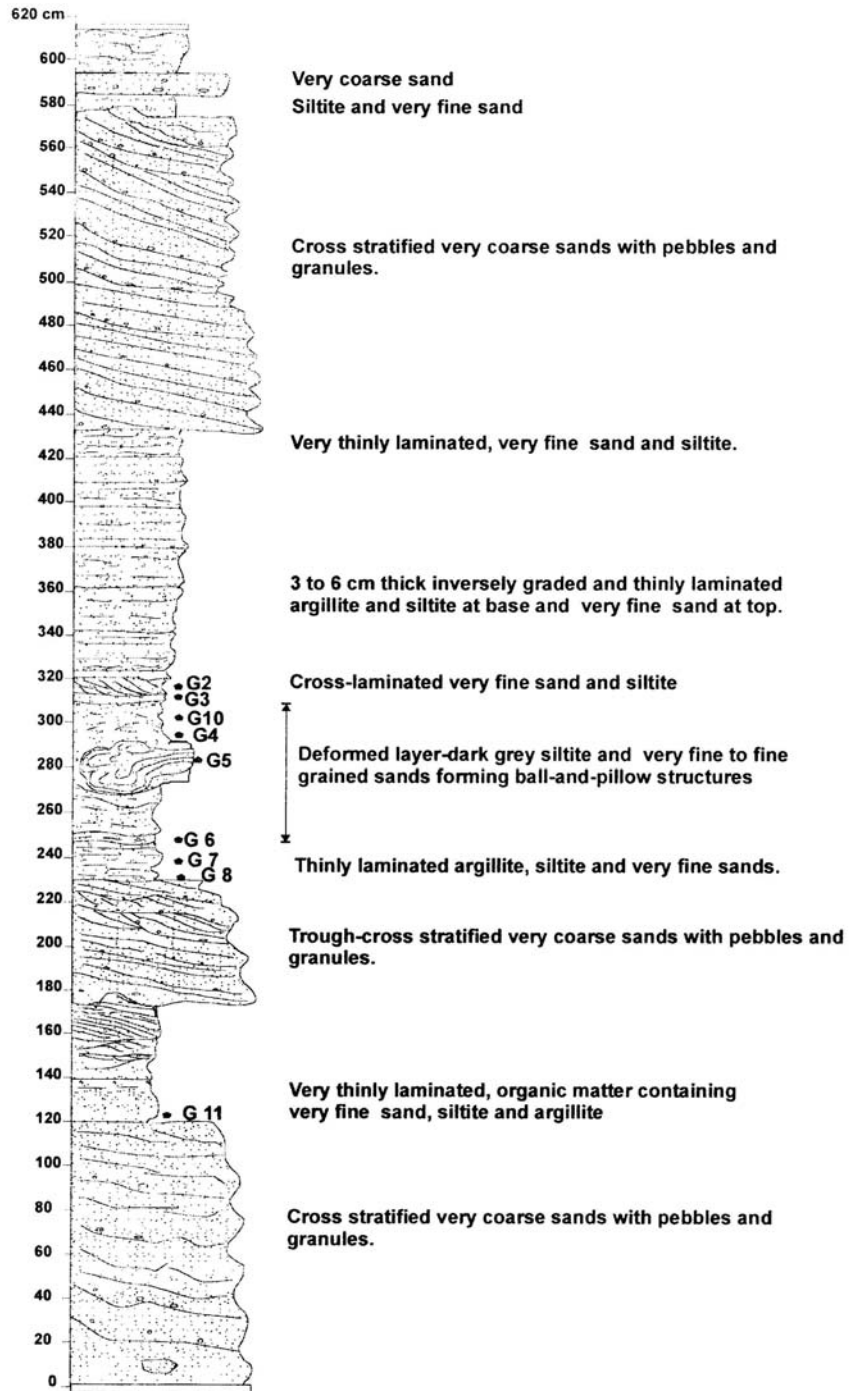 620 cm
600
Very coarse sand
580
Siltite and very fine sand
560
540
520
Cross stratified very coarse sands with pebbles and
granules.
500
480
460
440
Very thinly laminated, very fine sand and siltite.
420
400
380
360
3 to 6 cm thick inversely graded and thinly laminated
argillite and siltite at base and very fine sand at top.
340
320
G2
Cross-laminated very fine sand and siltite
G3
300
G10
G4
Deformed layer-dark grey siltite and very fine to fine
grained sands forming ball-and-pillow structures
280
G5
260
G 6
240
G 7
Thinly laminated argillite, siltite and very fine sands.
G 8
220
200
Trough-cross stratified very coarse sands with pebbles and
granules.
180
160
140
Very thinly laminated, organic matter containing
very fine sand, siltite and argillite
120
G 11
100
80
Cross stratified very coarse sands with pebbles and
granules.
60
40
20
0